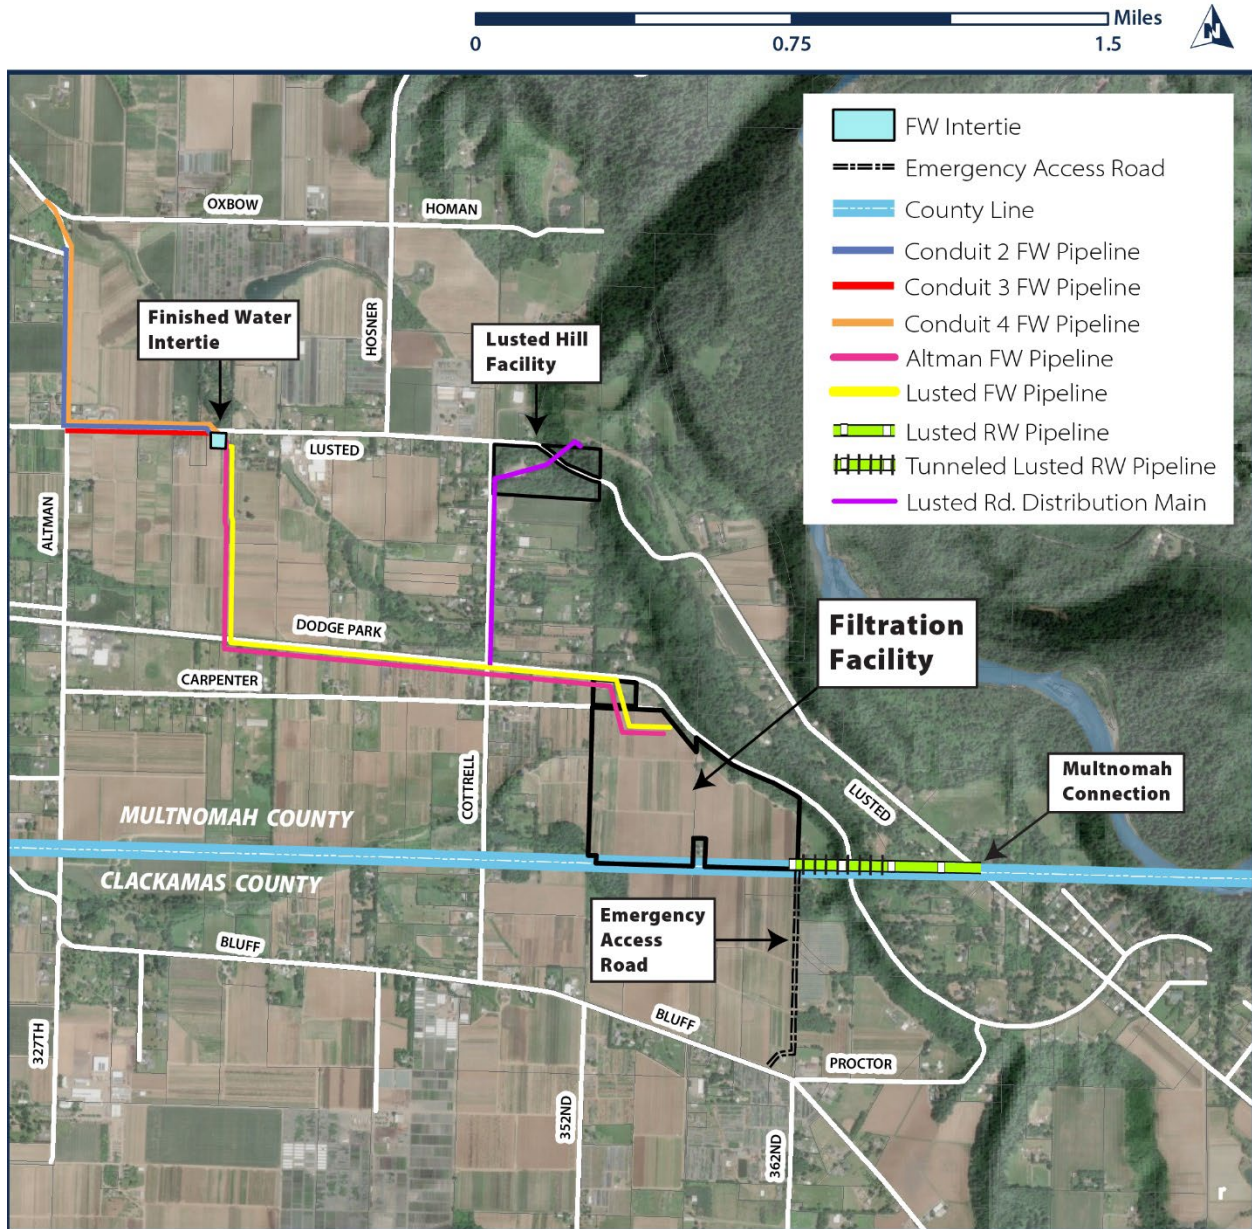 Miles
0
0.75
1.5
N
FW Intertie
Emergency Access Road
County Line
Conduit 2 FW Pipeline
Conduit 3 FW Pipeline
Conduit 4 FW Pipeline
Altman FW Pipeline
Lusted FW Pipeline
Lusted RW Pipeline
Tunneled Lusted RW Pipeline
Lusted Rd. Distribution Main
OXBOW
HOMAN
HOSNER
Finished Water
Intertie
Lusted Hill
Facility
LUSTED
ALTMAN
DODGE PARK
CARPENTER
Filtration
Facility
COTTRELL
LUSTED
Multnomah
Connection
MULTNOMAH COUNTY
CLACKAMAS COUNTY
Emergency
Access
Road
BLUFF
BLUFF
327TH
352ND
362ND
PROCTOR
r